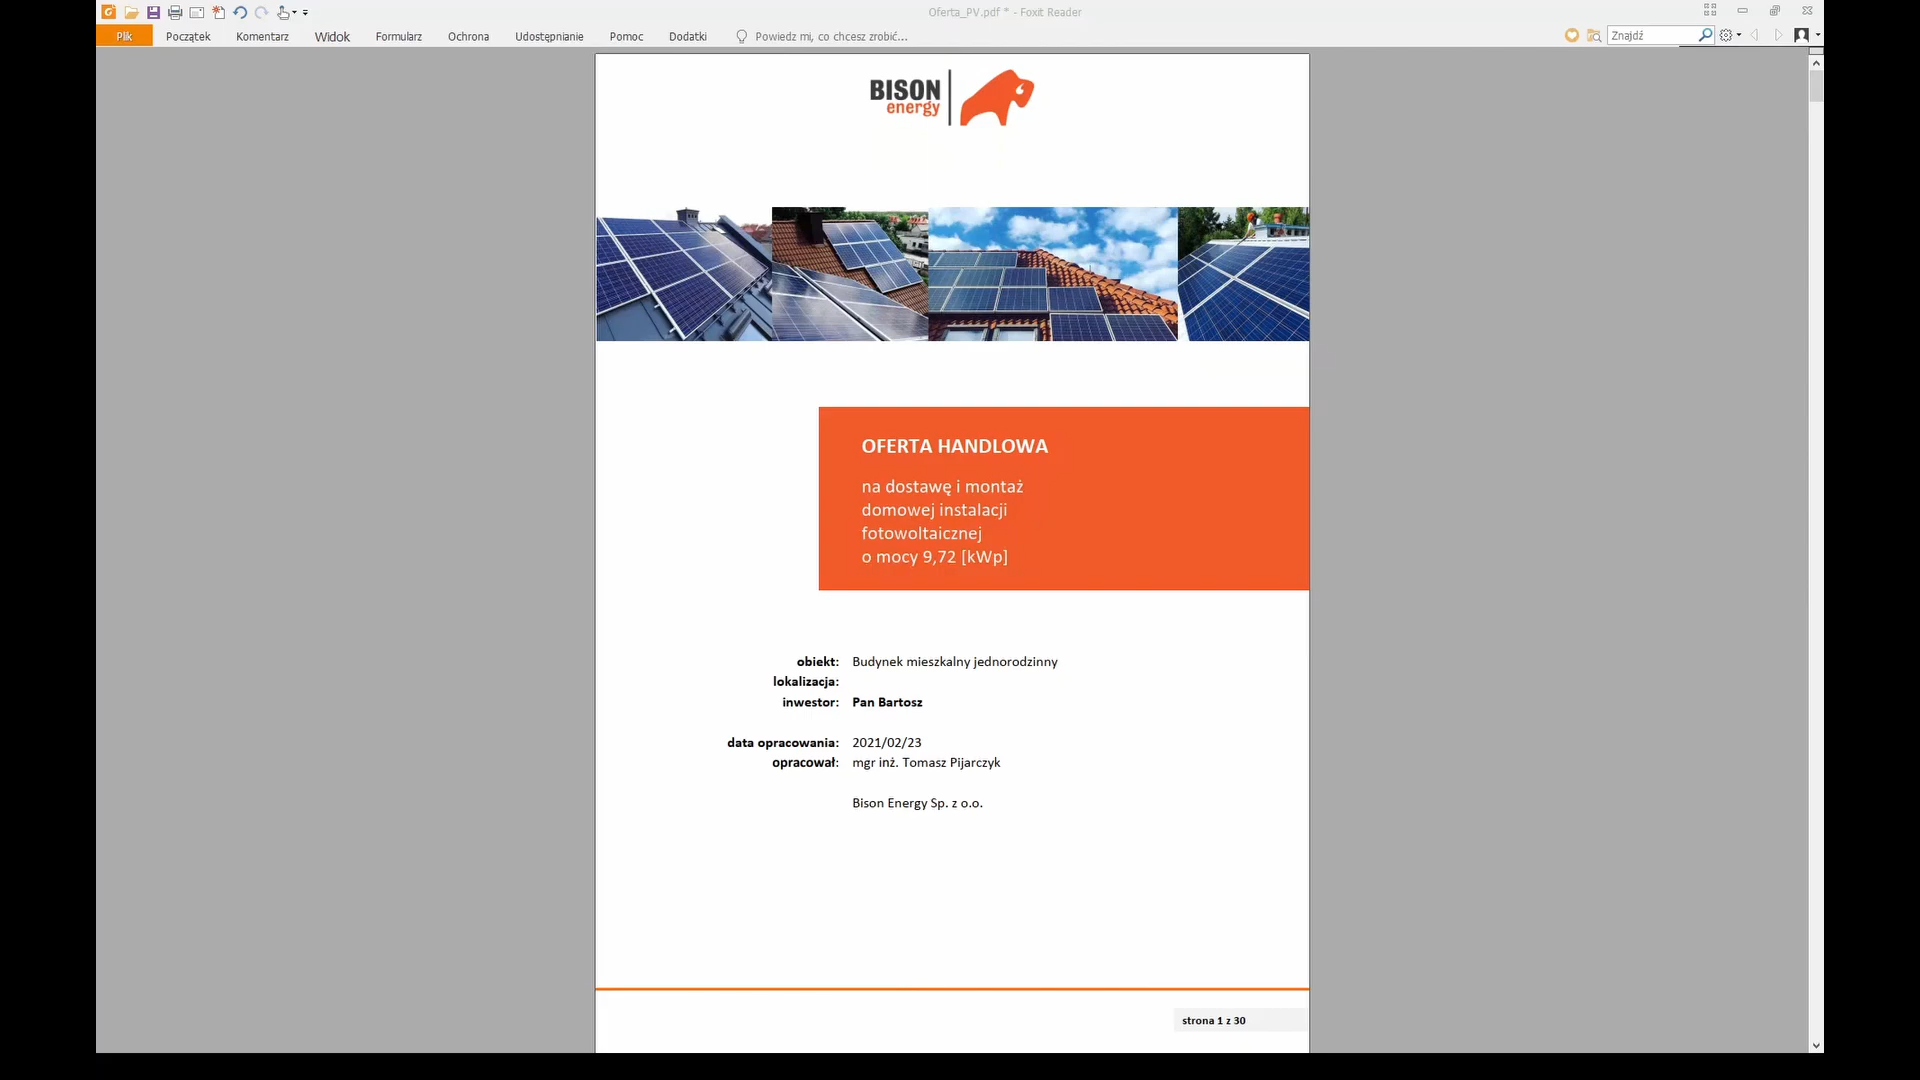 Oferta_PV.pdf * - Foxit Reader
Plik Początek Komentarz Widok Formularz Ochrona Udostępnianie Pomoc Dodatki Powiedz mi, co chcesz zrobić... Znajdź
BISON
energy
OFERTA HANDLOWA
na dostawę i montaż
domowej instalacji
fotowoltaicznej
o mocy 9,72 [kWp]
obiekt: Budynek mieszkalny jednorodzinny
lokalizacja:
inwestor: Pan Bartosz
data opracowania: 2021/02/23
opracował: mgr inż. Tomasz Pijarczyk
Bison Energy Sp. z o.o.
strona 1 z 30